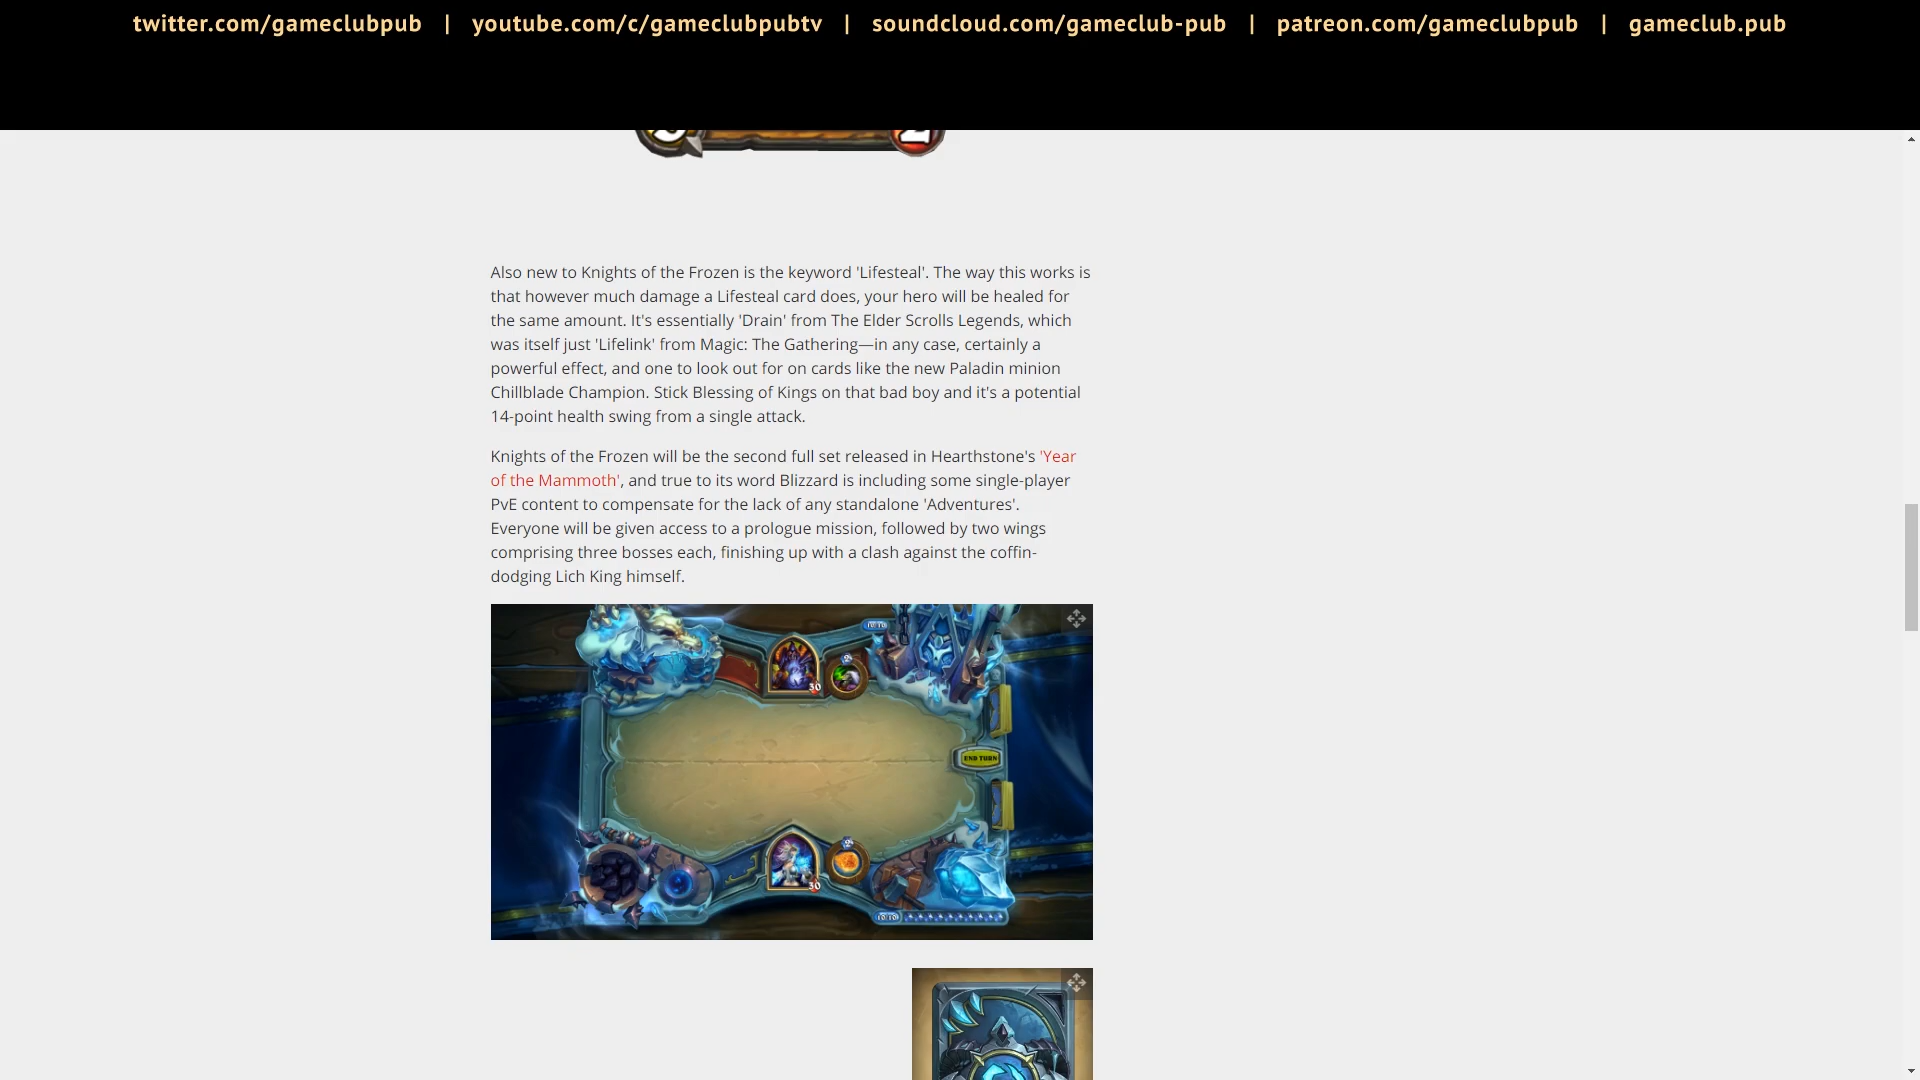 twitter.com/gameclubpub | youtube.com/c/gameclubpubtv | soundcloud.com/gameclub-pub | patreon.com/gameclubpub | gameclub.pub
Also new to Knights of the Frozen is the keyword 'Lifesteal'. The way this works is
that however much damage a Lifesteal card does, your hero will be healed for
the same amount. It's essentially 'Drain' from The Elder Scrolls Legends, which
was itself just 'Lifelink' from Magic: The Gathering—in any case, certainly a
powerful effect, and one to look out for on cards like the new Paladin minion
Chillblade Champion. Stick Blessing of Kings on that bad boy and it's a potential
14-point health swing from a single attack.
Knights of the Frozen will be the second full set released in Hearthstone's 'Year
of the Mammoth', and true to its word Blizzard is including some single-player
PvE content to compensate for the lack of any standalone 'Adventures'.
Everyone will be given access to a prologue mission, followed by two wings
comprising three bosses each, finishing up with a clash against the coffin-
dodging Lich King himself.
10/10
2
30
END TURN
2
30
10/10